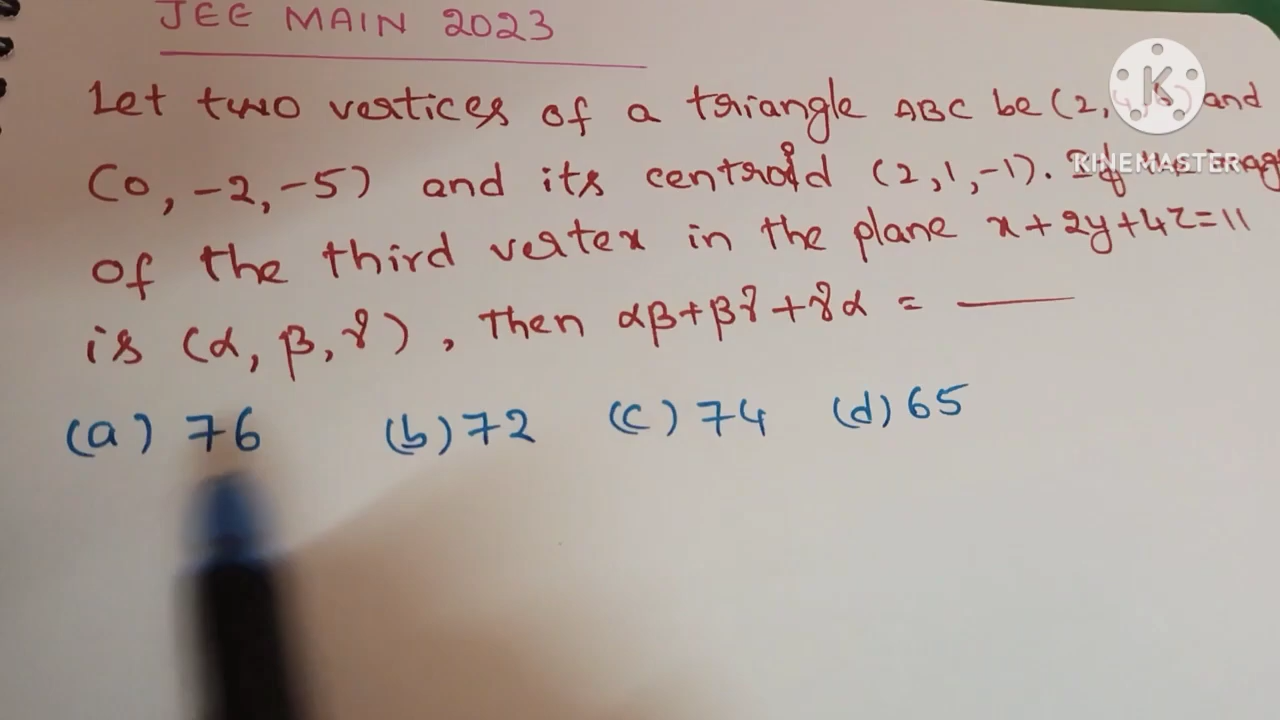 JEE MAIN 2023
Let two vertices of a triangle ABC be (2, and
(0, -2, -5) and its centroid (2, 1, -1). If
of the third vertex in the plane x + 2y + 4z = 11
is (α, β, γ), then αβ + βγ + γα = ____
(a) 76 (b) 72 (c) 74 (d) 65
K
KINEMASTER